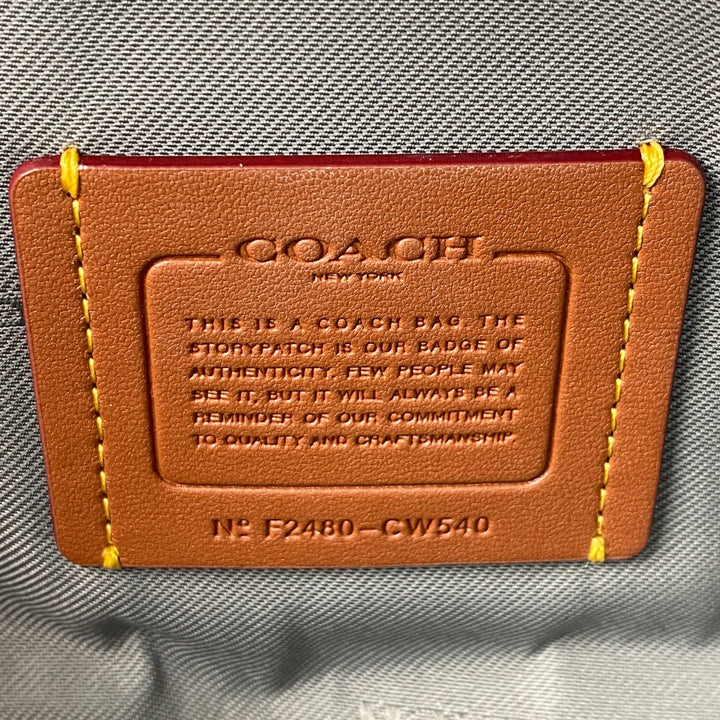 COACH
NEW YORK
THIS IS A COACH BAG. THE
STORYPATCH IS OUR BADGE OF
AUTHENTICITY. FEW PEOPLE MAY
SEE IT, BUT IT WILL ALWAYS BE A
REMINDER OF OUR COMMITMENT
TO QUALITY AND CRAFTSMANSHIP.
Nº F2480-CW540